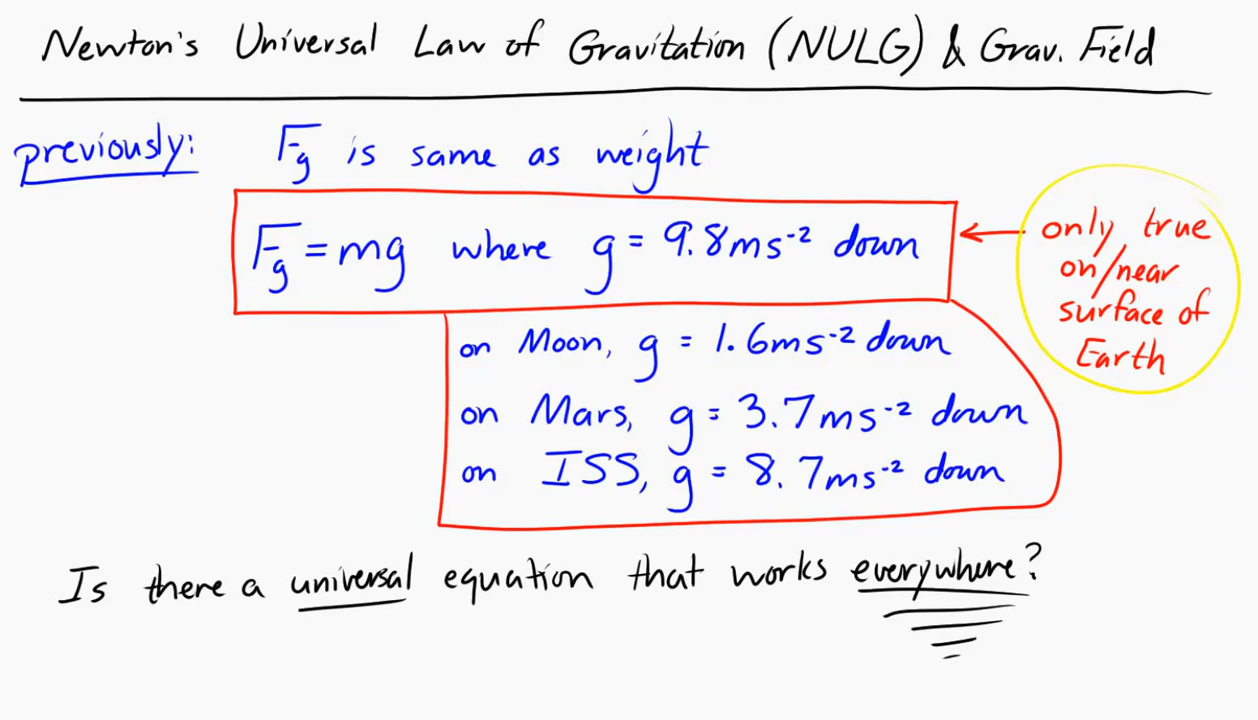 Newton's Universal Law of Gravitation (NULG) & Grav. Field
previously: Fg is same as weight
Fg = mg where g = 9.8ms⁻² down
only true
on/near
surface of
Earth
on Moon, g = 1.6ms⁻² down
on Mars, g = 3.7ms⁻² down
on ISS, g = 8.7ms⁻² down
Is there a universal equation that works everywhere?